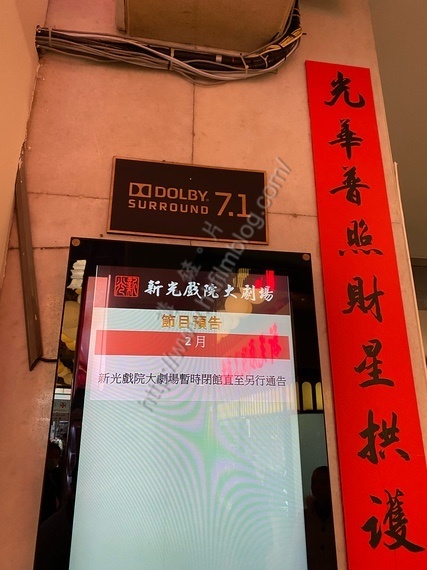 DOLBY
SURROUND 7.1
新光戲院大劇場
節目預告
2 月
新光戲院大劇場暫時閉館直至另行通告
光華普照財星拱護